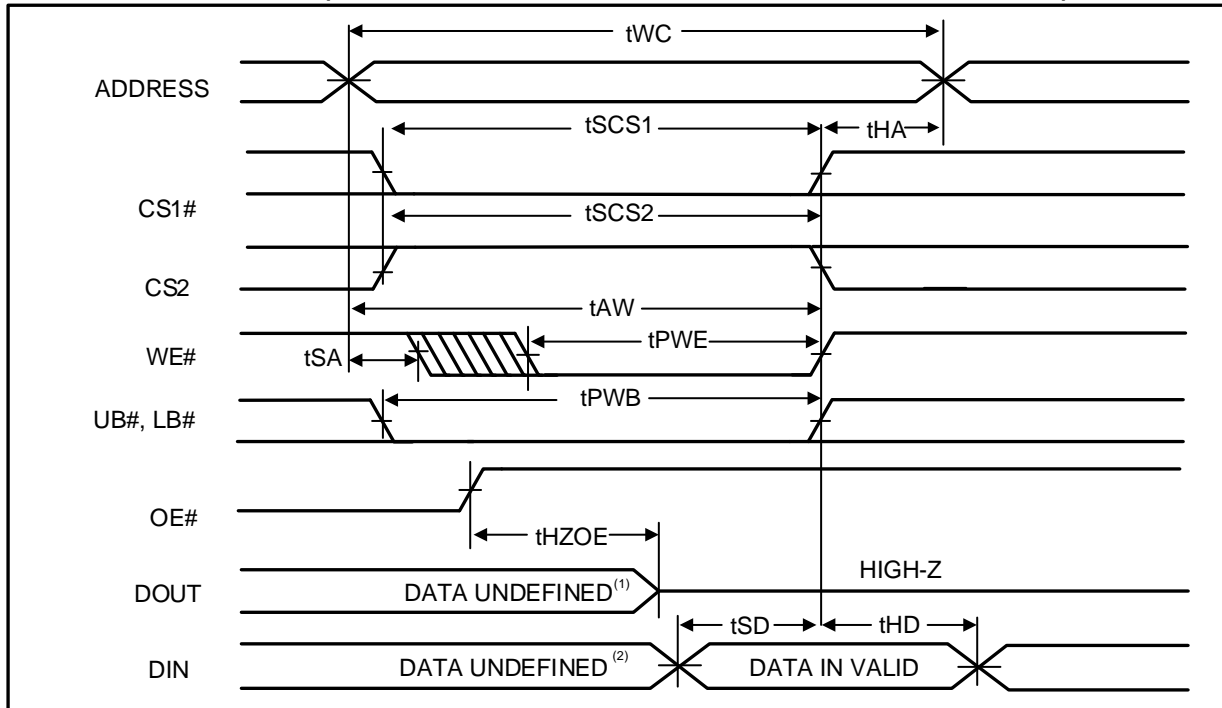 tWC
ADDRESS
tSCS1
tHA
CS1#
tSCS2
CS2
tAW
WE#
tSA
tPWE
UB#, LB#
tPWB
OE#
tHZOE
DOUT
DATA UNDEFINED(1)
HIGH-Z
tSD
tHD
DIN
DATA UNDEFINED (2)
DATA IN VALID